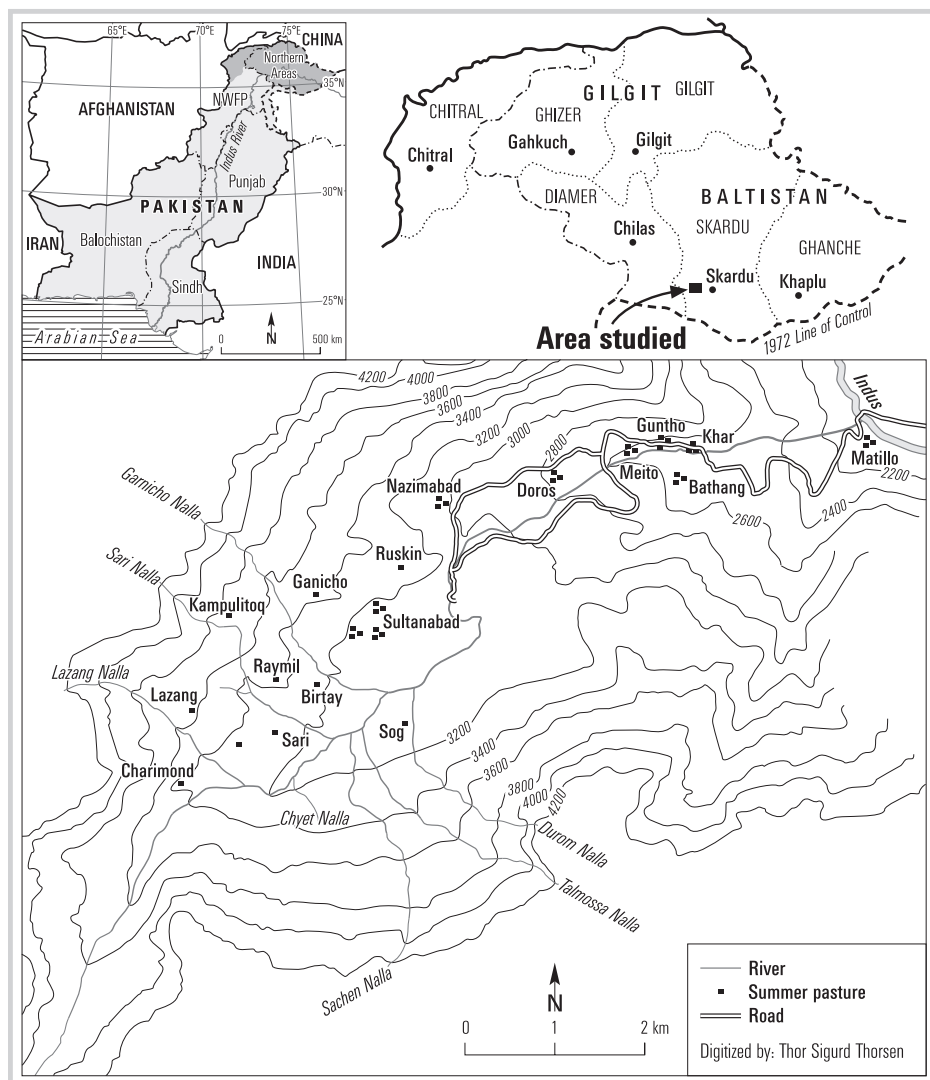 65°E
70°E
75°E
CHINA
Northern
Areas
35°N
NWFP
AFGHANISTAN
Indus River
Punjab
30°N
PAKISTAN
IRAN
Balochistan
INDIA
Sindh
25°N
Arabian Sea
N
0
500 km
CHITRAL
GILGIT
GILGIT
GHIZER
Chitral
Gahkuch
Gilgit
DIAMER
BALTISTAN
Chilas
SKARDU
GHANCHE
Skardu
Khaplu
Area studied
1972 Line of Control
4200
4000
3800
3600
3400
3200
3000
2800
Indus
Guntho
Khar
Matillo
2200
Meito
Bathang
Doros
2400
2600
Nazimabad
Garnicho Nalla
Ruskin
Sari Nalla
Ganicho
Kampulitoq
Sultanabad
Lazang Nalla
Raymil
Birtay
Lazang
Sari
Sog
3200
3400
3600
3800
4000
4200
Charimond
Chyet Nalla
Durom Nalla
Talmossa Nalla
Sachen Nalla
N
0
1
2 km
River
Summer pasture
Road
Digitized by: Thor Sigurd Thorsen